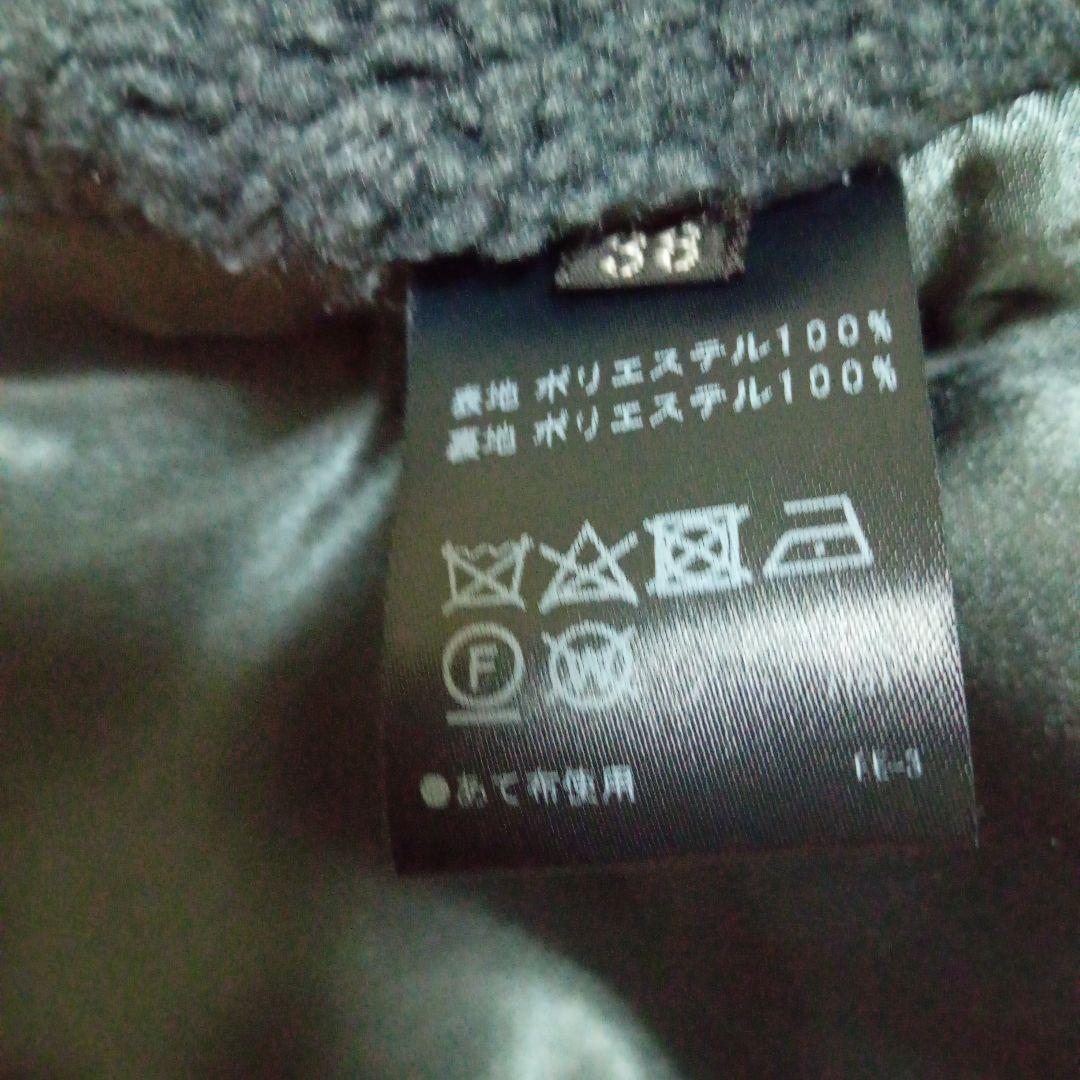 38
表地 ポリエステル100%
裏地 ポリエステル100%
F W
●あて布使用